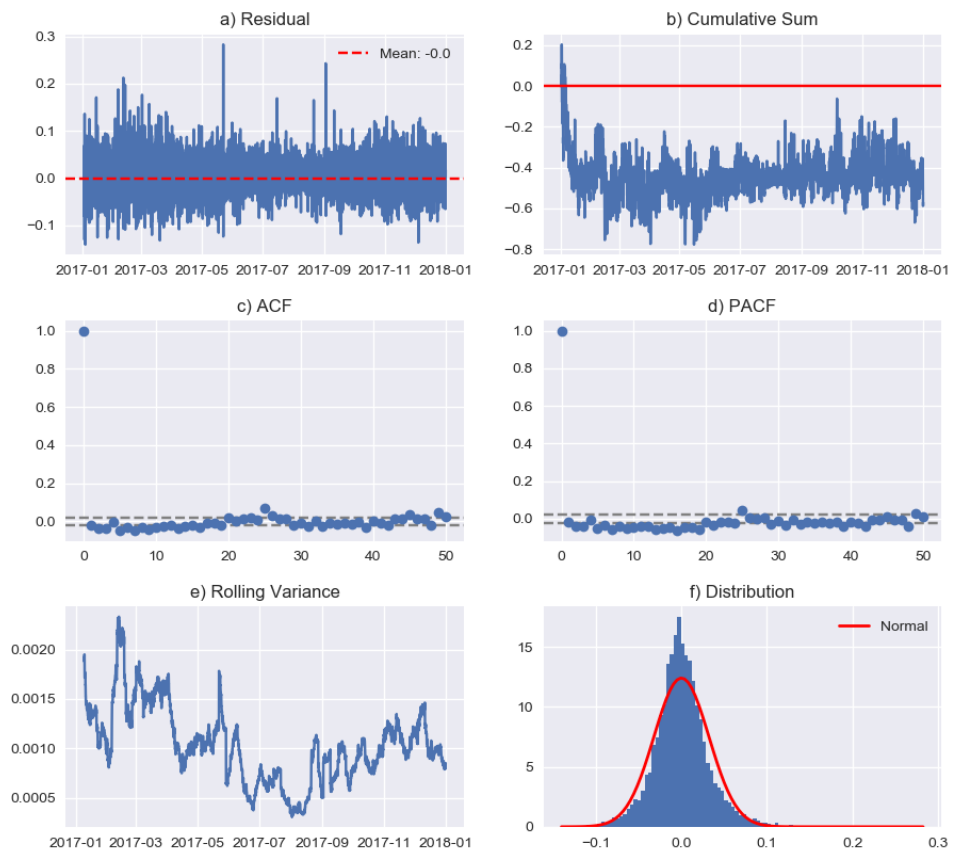 a) Residual
0.3
0.2
0.1
0.0
−0.1
Mean: -0.0
2017-01 2017-03 2017-05 2017-07 2017-09 2017-11 2018-01
b) Cumulative Sum
0.2
0.0
−0.2
−0.4
−0.6
−0.8
2017-01 2017-03 2017-05 2017-07 2017-09 2017-11 2018-01
c) ACF
1.0
0.8
0.6
0.4
0.2
0.0
0 10 20 30 40 50
d) PACF
1.0
0.8
0.6
0.4
0.2
0.0
0 10 20 30 40 50
e) Rolling Variance
0.0020
0.0015
0.0010
0.0005
2017-01 2017-03 2017-05 2017-07 2017-09 2017-11 2018-01
f) Distribution
15
10
5
0
Normal
−0.1 0.0 0.1 0.2 0.3